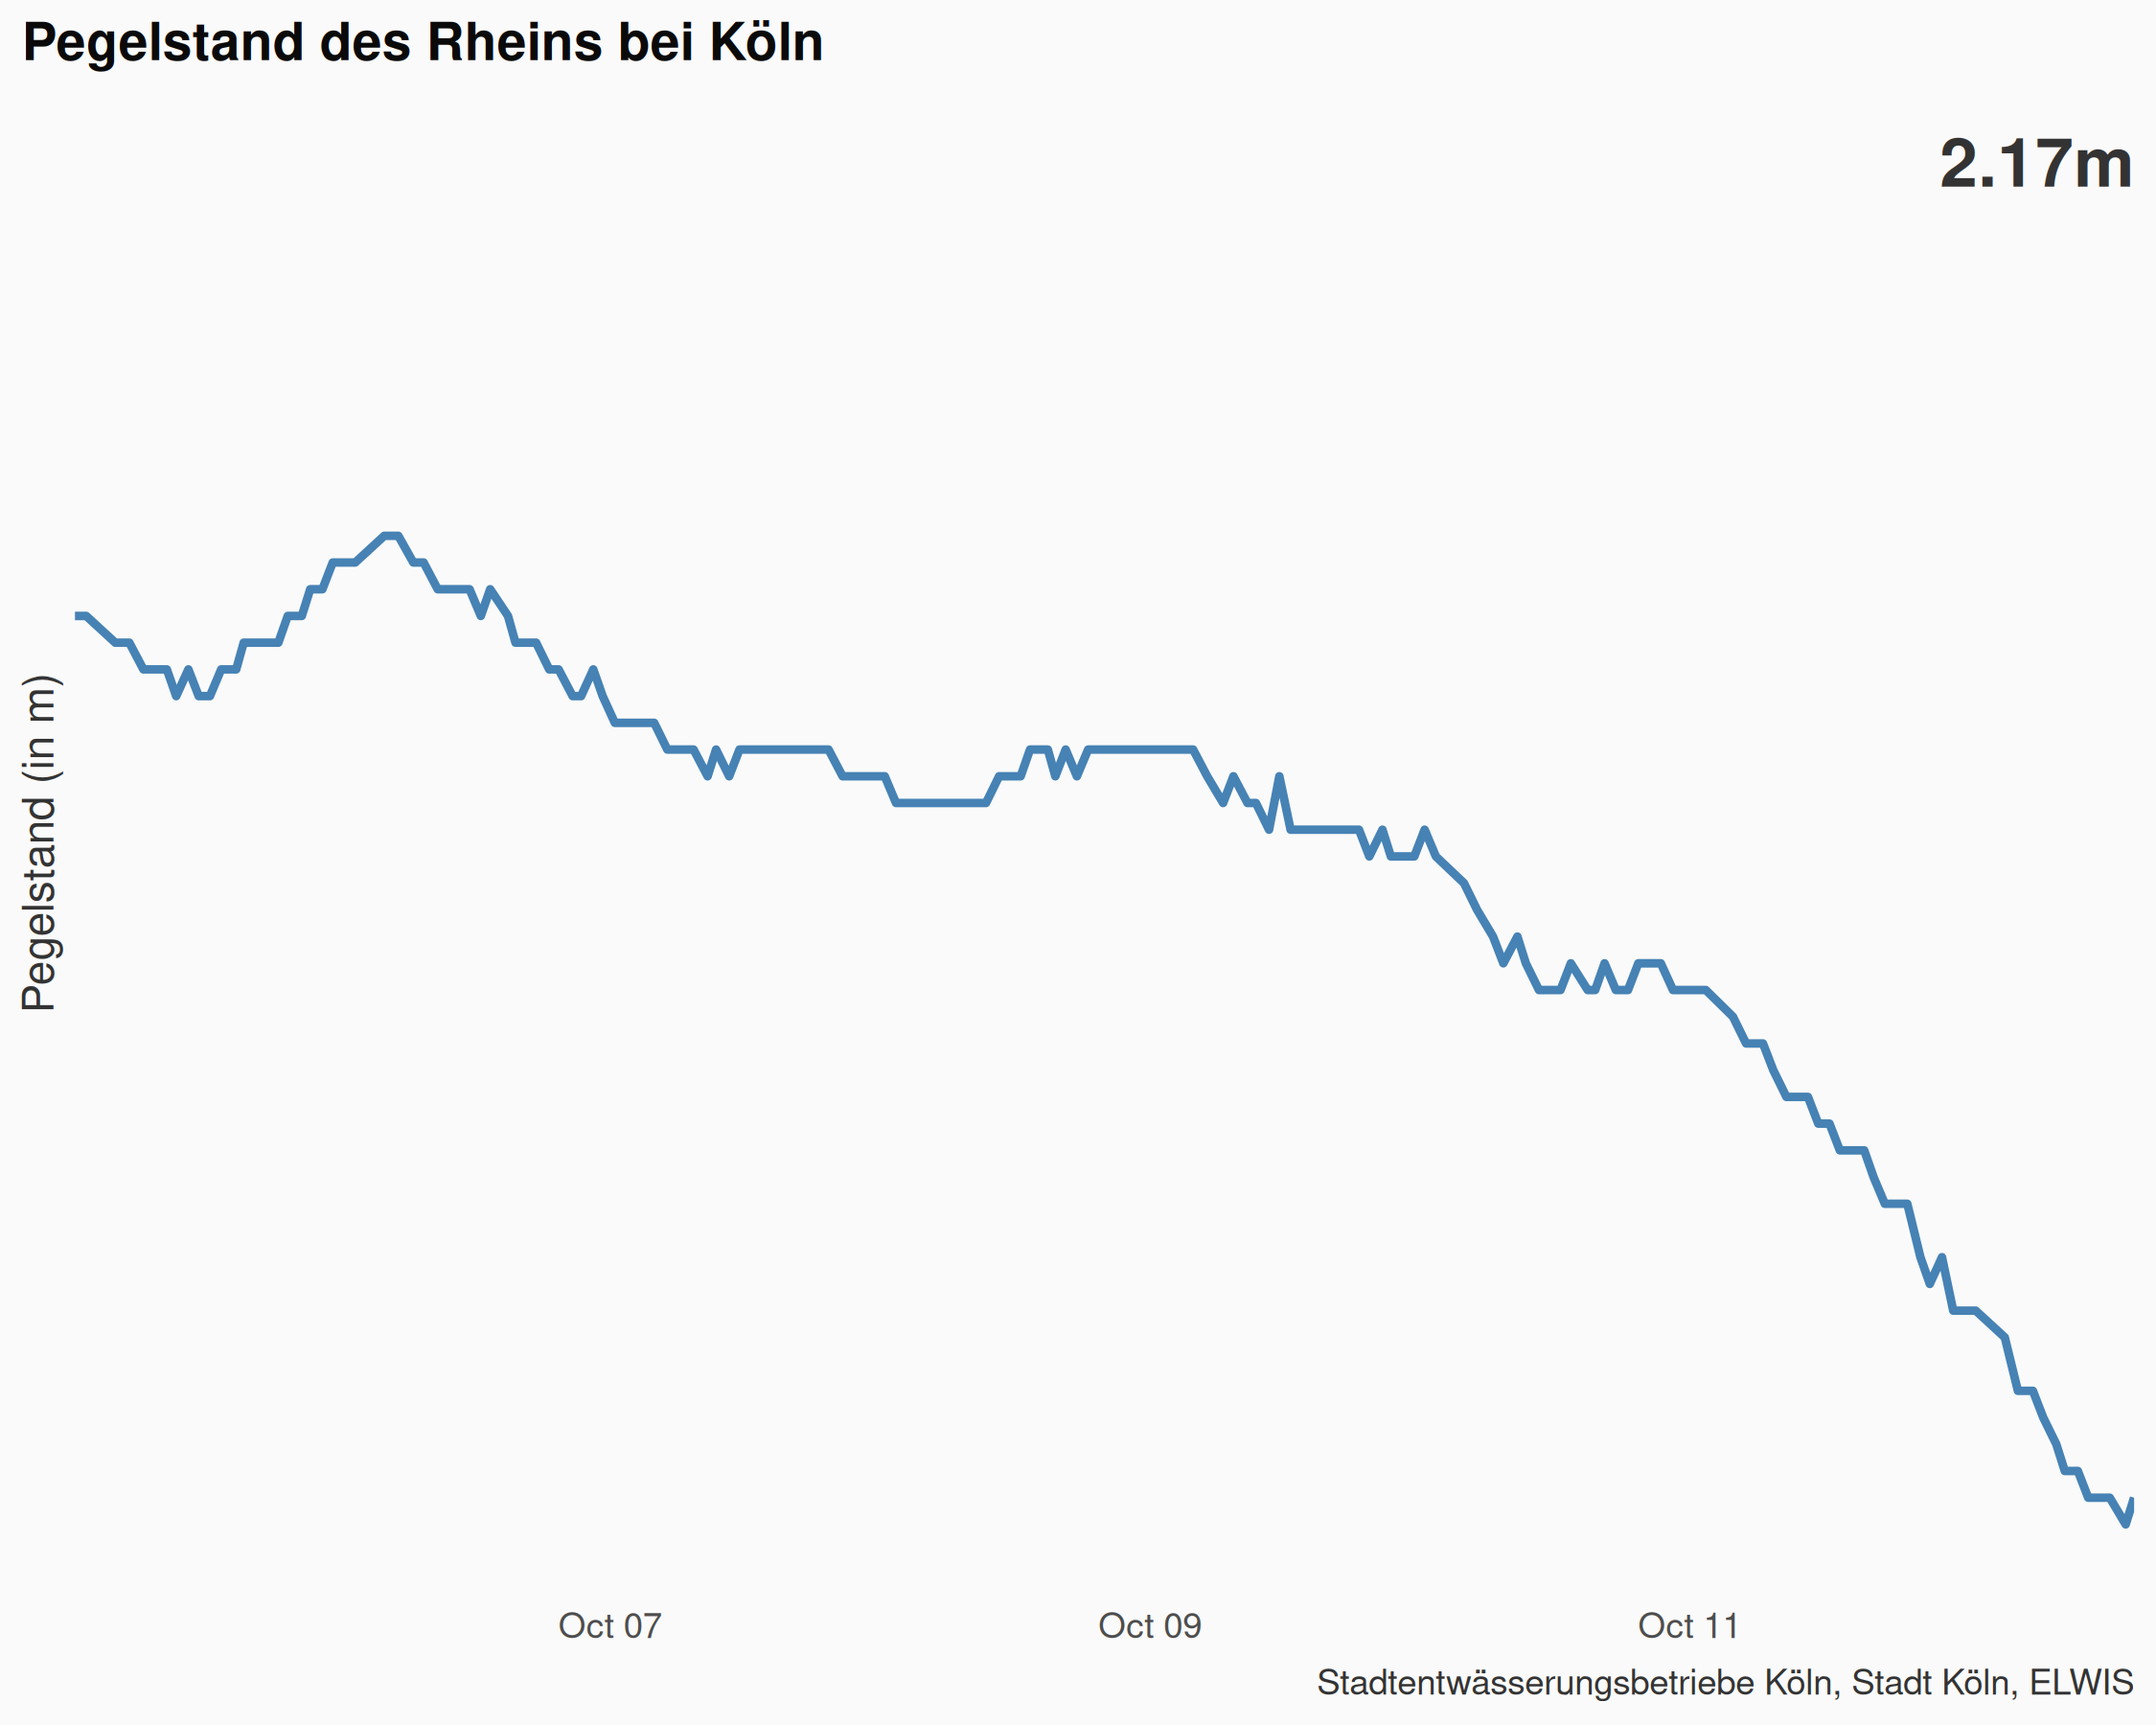 Pegelstand des Rheins bei Köln
2.17m
Pegelstand (in m)
Oct 07
Oct 09
Oct 11
Stadtentwässerungsbetriebe Köln, Stadt Köln, ELWIS